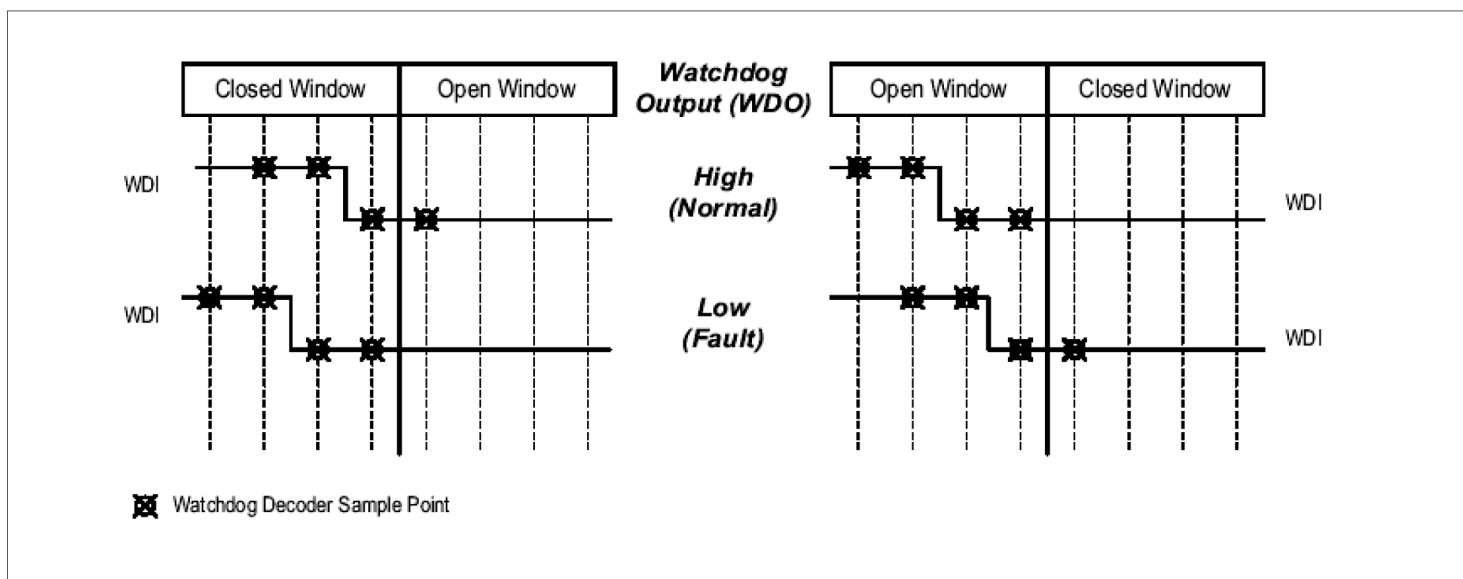 Closed Window
Open Window
Watchdog
Output (WDO)
Open Window
Closed Window
WDI
High
(Normal)
WDI
WDI
Low
(Fault)
WDI
Watchdog Decoder Sample Point